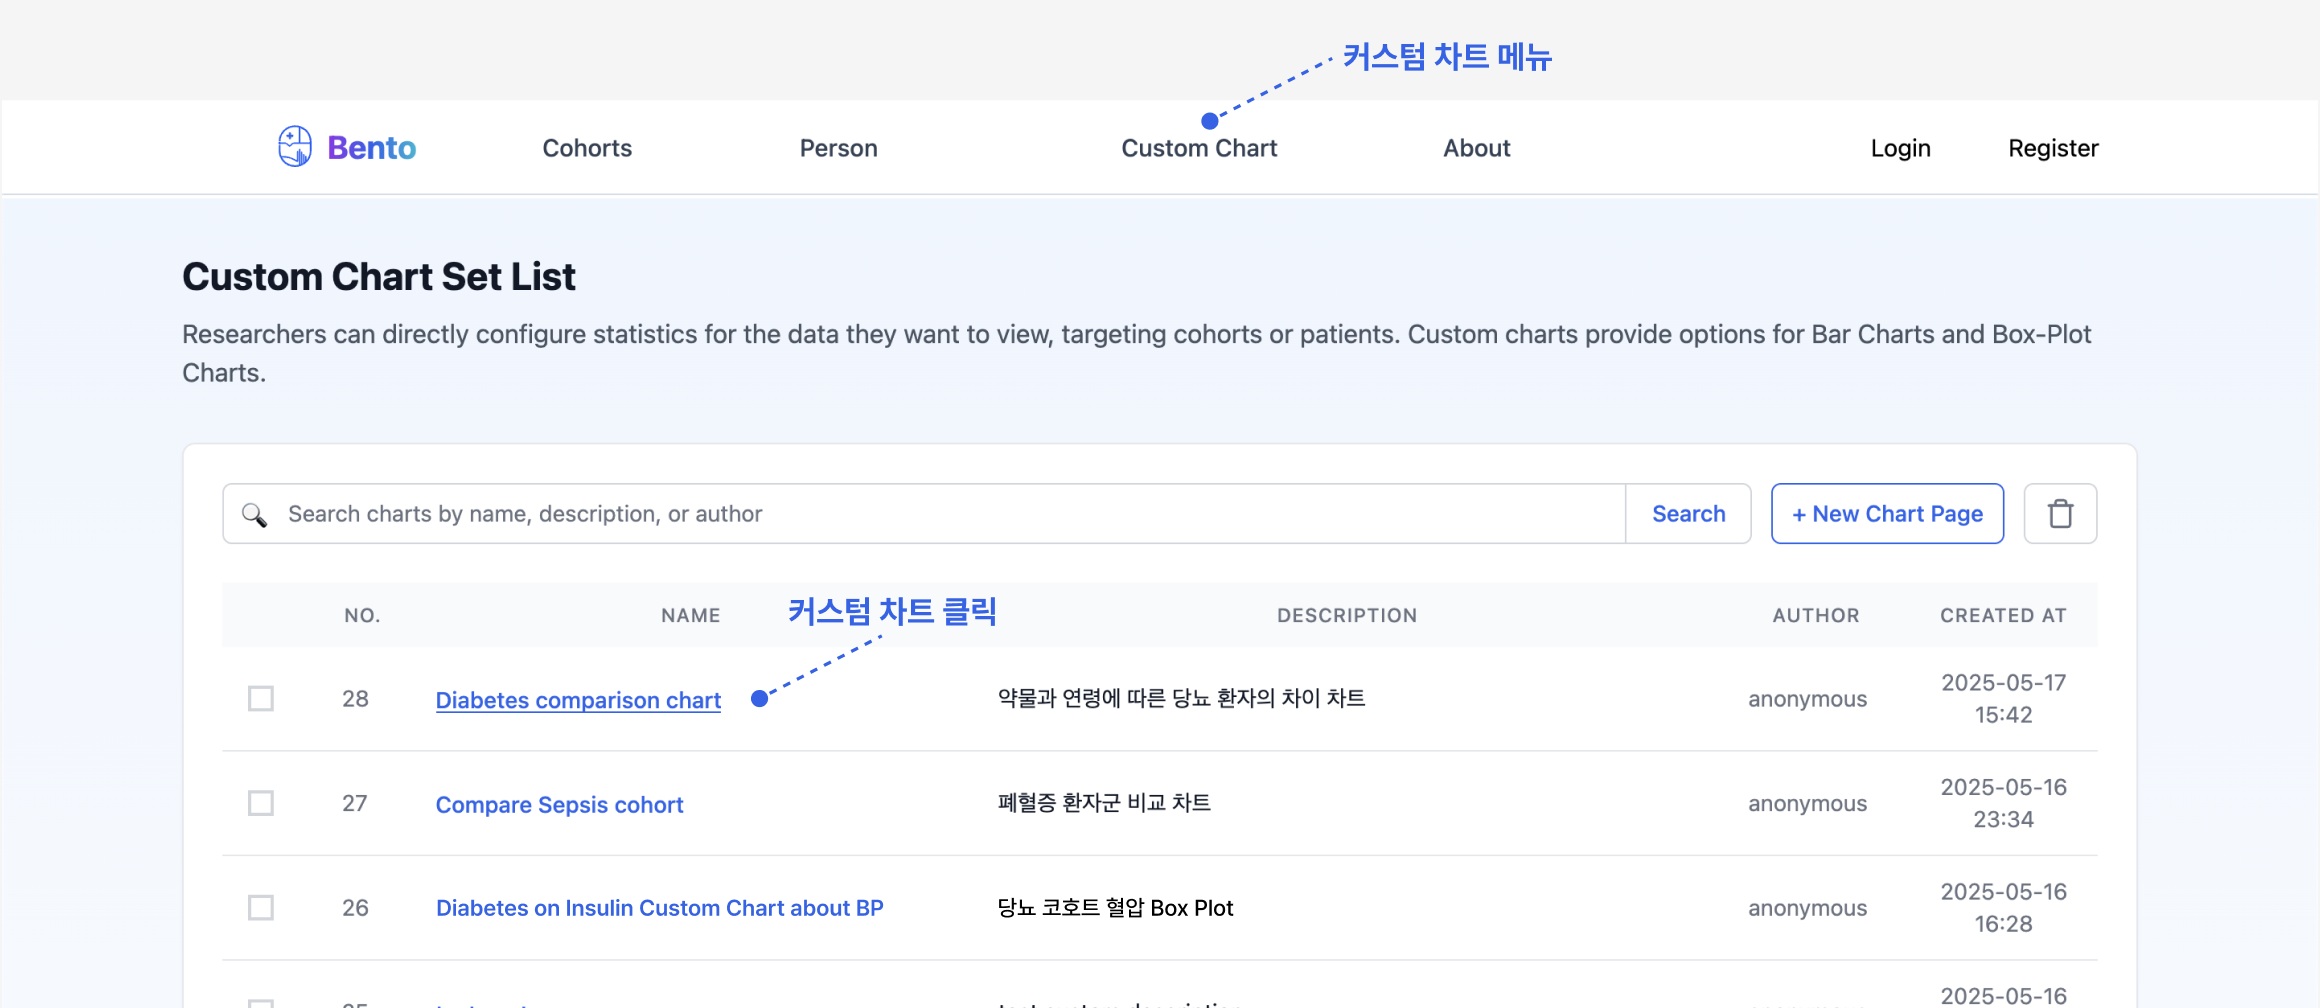 커스텀 차트 메뉴
Bento
Cohorts
Person
Custom Chart
About
Login
Register
Custom Chart Set List
Researchers can directly configure statistics for the data they want to view, targeting cohorts or patients. Custom charts provide options for Bar Charts and Box-Plot
Charts.
Search charts by name, description, or author
Search
+ New Chart Page
NO.
NAME
커스텀 차트 클릭
DESCRIPTION
AUTHOR
CREATED AT
28
Diabetes comparison chart
약물과 연령에 따른 당뇨 환자의 차이 차트
anonymous
2025-05-17
15:42
27
Compare Sepsis cohort
폐혈증 환자군 비교 차트
anonymous
2025-05-16
23:34
26
Diabetes on Insulin Custom Chart about BP
당뇨 코호트 혈압 Box Plot
anonymous
2025-05-16
16:28
2025-05-16